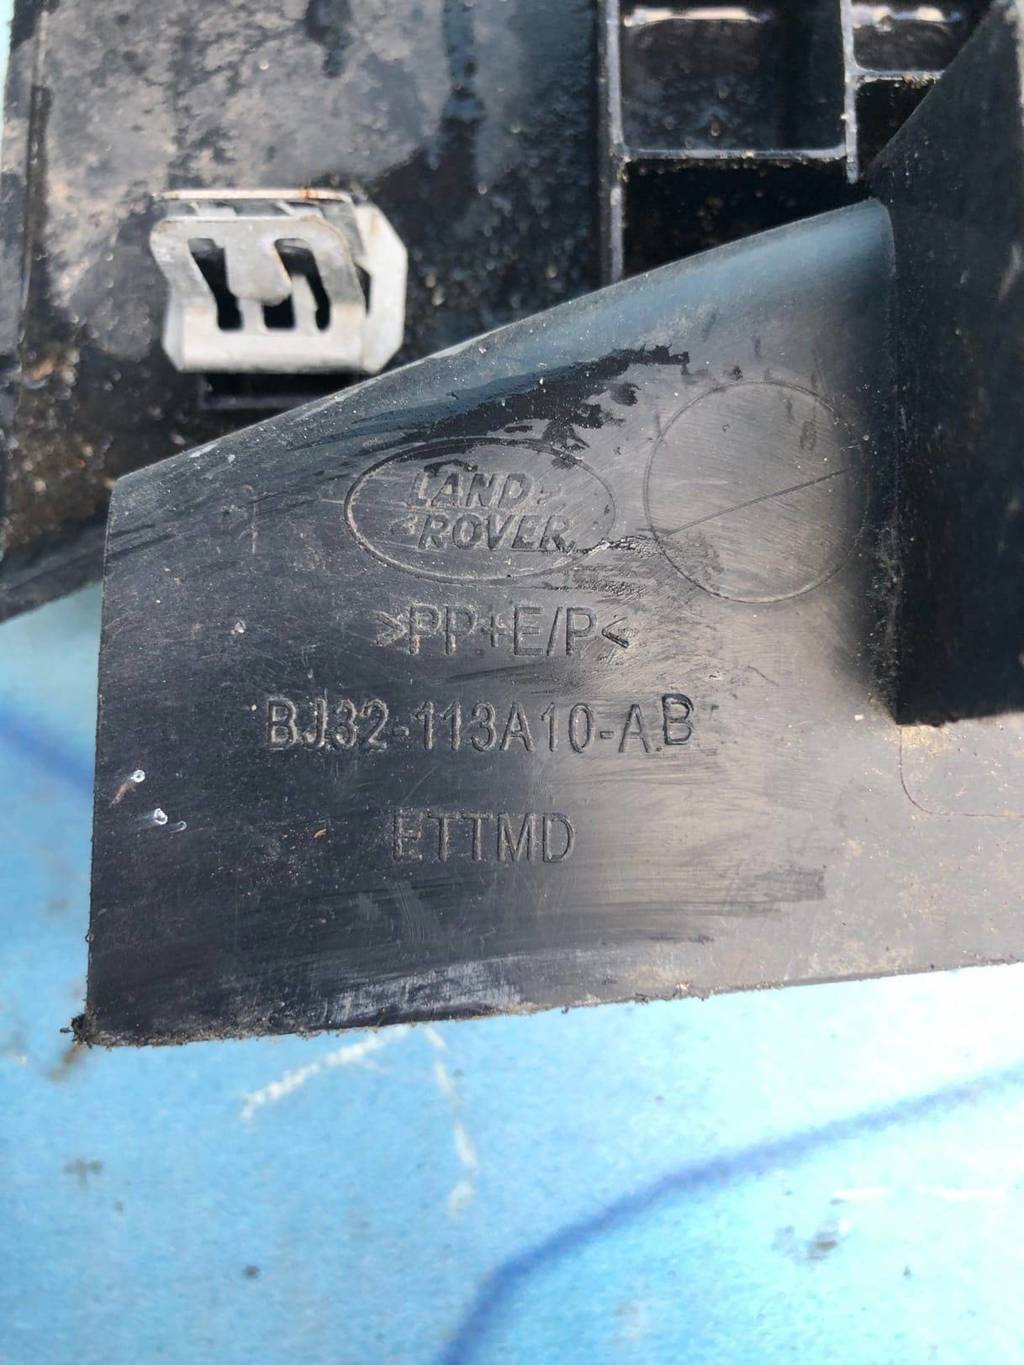 LAND
ROVER
>PP+E/P<
BJ32-113A10-AB
ETTMD